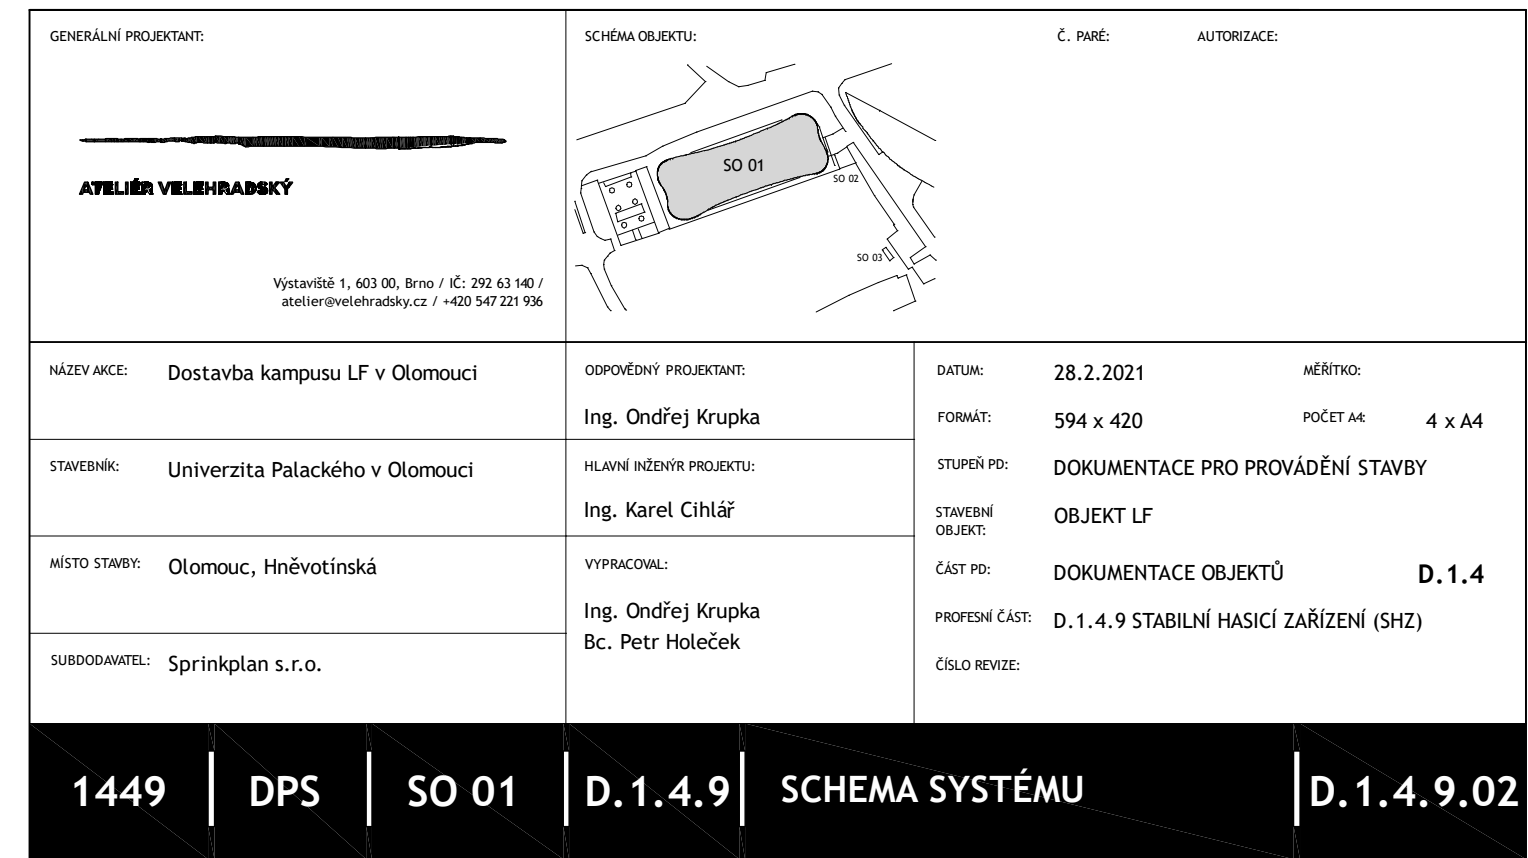 GENERÁLNÍ PROJEKTANT:
ATELIÉR VELEHRADSKÝ
Výstaviště 1, 603 00, Brno / IČ: 292 63 140 /
atelier@velehradsky.cz / +420 547 221 936
SCHÉMA OBJEKTU:
SO 01
SO 02
SO 03
Č. PARÉ:
AUTORIZACE:
NÁZEV AKCE: Dostavba kampusu LF v Olomouci
STAVEBNÍK: Univerzita Palackého v Olomouci
MÍSTO STAVBY: Olomouc, Hněvotínská
SUBDODAVATEL: Sprinkplan s.r.o.
ODPOVĚDNÝ PROJEKTANT:
Ing. Ondřej Krupka
HLAVNÍ INŽENÝR PROJEKTU:
Ing. Karel Cihlář
VYPRACOVAL:
Ing. Ondřej Krupka
Bc. Petr Holeček
DATUM: 28.2.2021 MĚŘÍTKO:
FORMÁT: 594 x 420 POČET A4: 4 x A4
STUPEŇ PD: DOKUMENTACE PRO PROVÁDĚNÍ STAVBY
STAVEBNÍ
OBJEKT: OBJEKT LF
ČÁST PD: DOKUMENTACE OBJEKTŮ D.1.4
PROFESNÍ ČÁST: D.1.4.9 STABILNÍ HASICÍ ZAŘÍZENÍ (SHZ)
ČÍSLO REVIZE:
1449 DPS SO 01 D.1.4.9 SCHEMA SYSTÉMU D.1.4.9.02